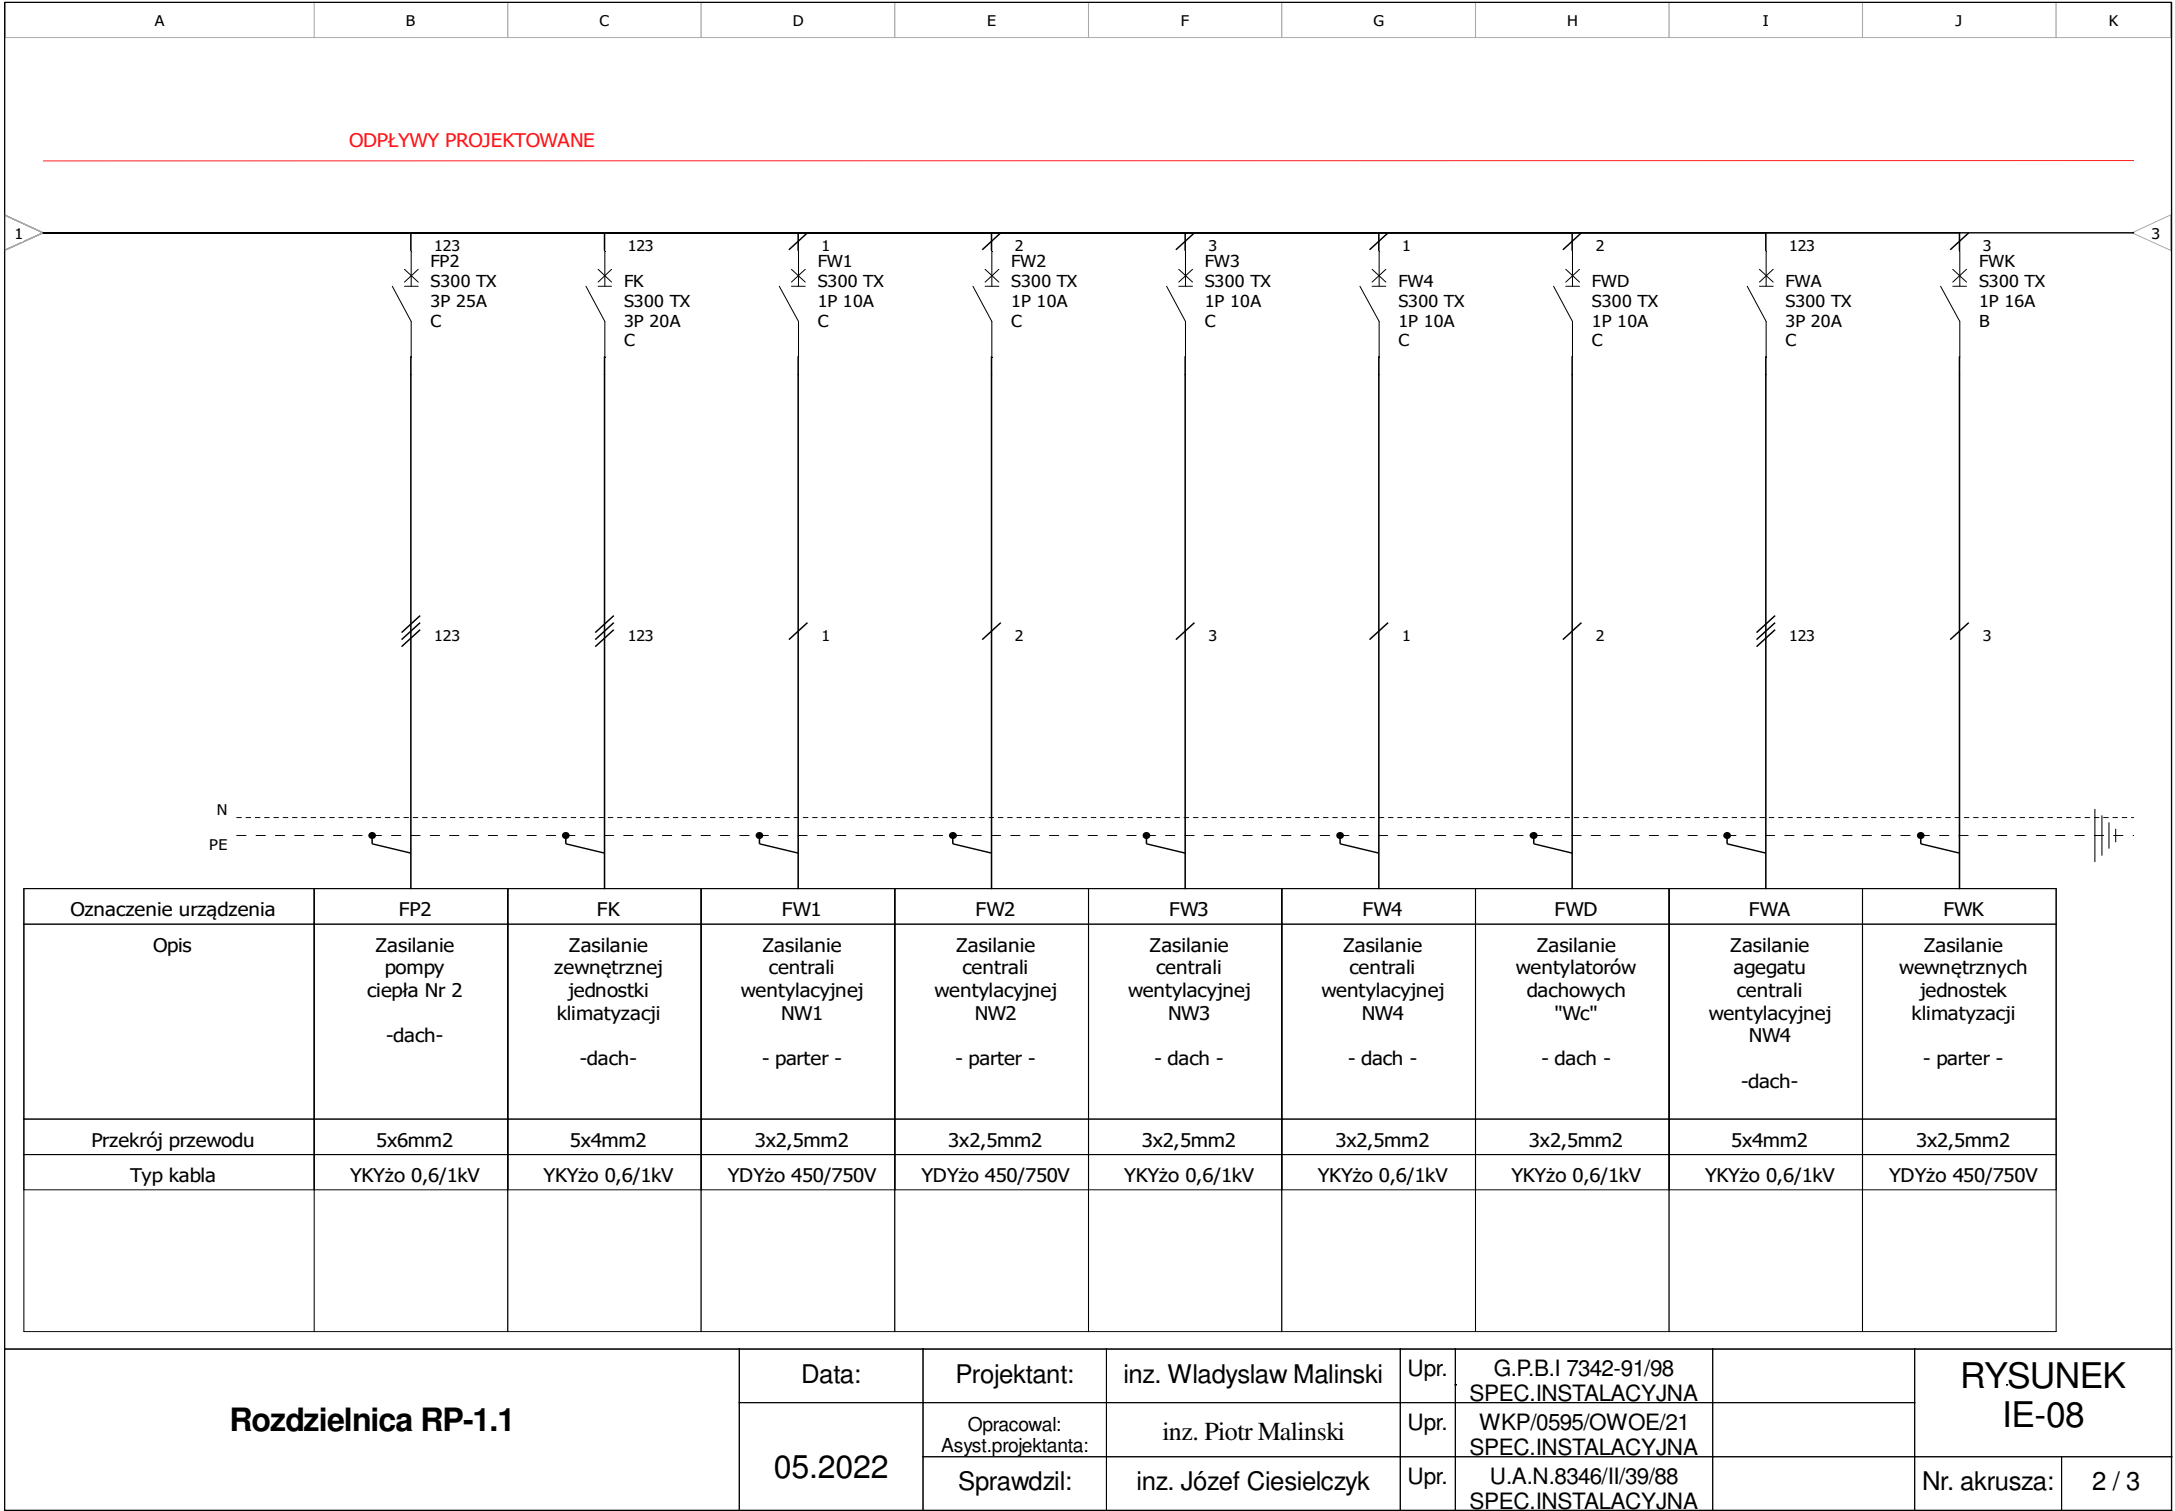 A B C D E F G H I J K
ODPŁYWY PROJEKTOWANE
1
3
123
FP2
S300 TX
3P 25A
C
123
FK
S300 TX
3P 20A
C
1
FW1
S300 TX
1P 10A
C
2
FW2
S300 TX
1P 10A
C
3
FW3
S300 TX
1P 10A
C
1
FW4
S300 TX
1P 10A
C
2
FWD
S300 TX
1P 10A
C
123
FWA
S300 TX
3P 20A
C
3
FWK
S300 TX
1P 16A
B
123 123 1 2 3 1 2 123 3
N
PE
Oznaczenie urządzenia FP2 FK FW1 FW2 FW3 FW4 FWD FWA FWK
Opis
Zasilanie
pompy
ciepła Nr 2
-dach-
Zasilanie
zewnętrznej
jednostki
klimatyzacji
-dach-
Zasilanie
centrali
wentylacyjnej
NW1
- parter -
Zasilanie
centrali
wentylacyjnej
NW2
- parter -
Zasilanie
centrali
wentylacyjnej
NW3
- dach -
Zasilanie
centrali
wentylacyjnej
NW4
- dach -
Zasilanie
wentylatorów
dachowych
"Wc"
- dach -
Zasilanie
agegatu
centrali
wentylacyjnej
NW4
-dach-
Zasilanie
wewnętrznych
jednostek
klimatyzacji
- parter -
Przekrój przewodu 5x6mm2 5x4mm2 3x2,5mm2 3x2,5mm2 3x2,5mm2 3x2,5mm2 3x2,5mm2 5x4mm2 3x2,5mm2
Typ kabla YKYżo 0,6/1kV YKYżo 0,6/1kV YDYżo 450/750V YDYżo 450/750V YKYżo 0,6/1kV YKYżo 0,6/1kV YKYżo 0,6/1kV YKYżo 0,6/1kV YDYżo 450/750V
Rozdzielnica RP-1.1
Data:
05.2022
Projektant: inz. Wladyslaw Malinski Upr. G.P.B.I 7342-91/98
SPEC.INSTALACYJNA
Opracowal:
Asyst.projektanta:
inz. Piotr Malinski Upr. WKP/0595/OWOE/21
SPEC.INSTALACYJNA
Sprawdzil: inz. Józef Ciesielczyk Upr. U.A.N.8346/II/39/88
SPEC.INSTALACYJNA
RYSUNEK
IE-08
Nr. akrusza: 2 / 3